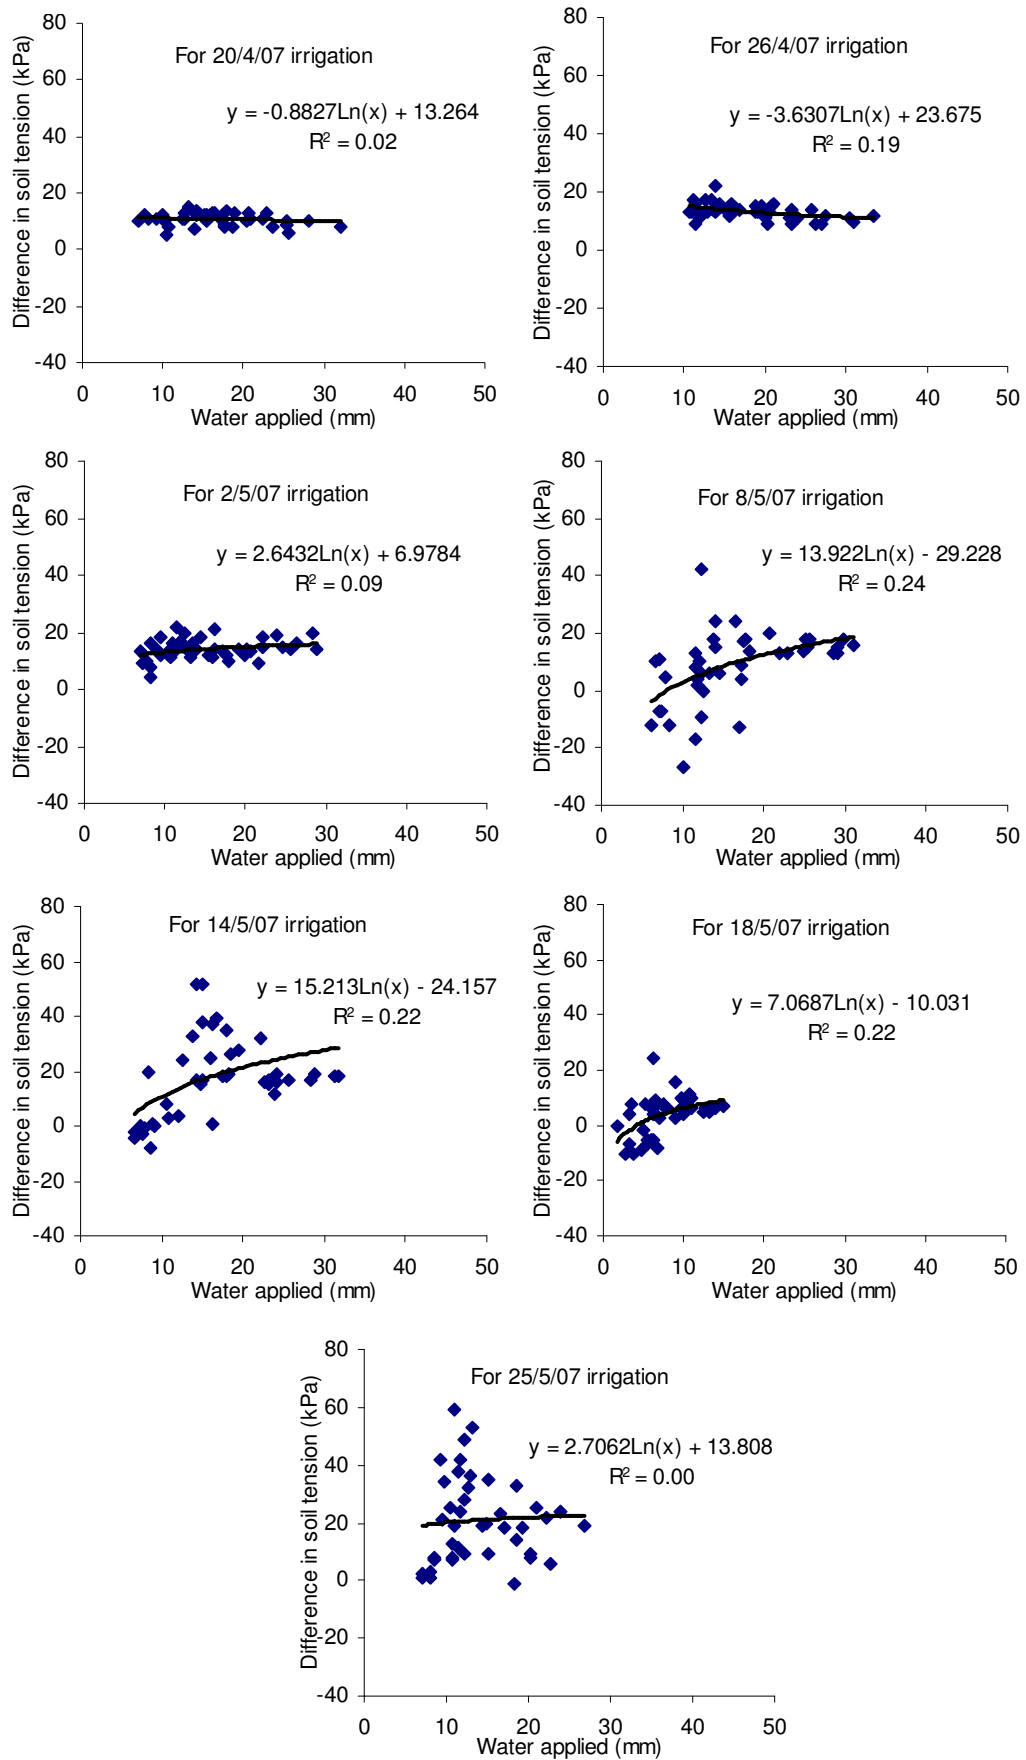 For 20/4/07 irrigation
y = -0.8827Ln(x) + 13.264
R² = 0.02
Difference in soil tension (kPa)
80
60
40
20
0
-20
-40
0 10 20 30 40 50
Water applied (mm)
For 26/4/07 irrigation
y = -3.6307Ln(x) + 23.675
R² = 0.19
Difference in soil tension (kPa)
80
60
40
20
0
-20
-40
0 10 20 30 40 50
Water applied (mm)
For 2/5/07 irrigation
y = 2.6432Ln(x) + 6.9784
R² = 0.09
Difference in soil tension (kPa)
80
60
40
20
0
-20
-40
0 10 20 30 40 50
Water applied (mm)
For 8/5/07 irrigation
y = 13.922Ln(x) - 29.228
R² = 0.24
Difference in soil tension (kPa)
80
60
40
20
0
-20
-40
0 10 20 30 40 50
Water applied (mm)
For 14/5/07 irrigation
y = 15.213Ln(x) - 24.157
R² = 0.22
Difference in soil tension (kPa)
80
60
40
20
0
-20
-40
0 10 20 30 40 50
Water applied (mm)
For 18/5/07 irrigation
y = 7.0687Ln(x) - 10.031
R² = 0.22
Difference in soil tension (kPa)
80
60
40
20
0
-20
-40
0 10 20 30 40 50
Water applied (mm)
For 25/5/07 irrigation
y = 2.7062Ln(x) + 13.808
R² = 0.00
Difference in soil tension (kPa)
80
60
40
20
0
-20
-40
0 10 20 30 40 50
Water applied (mm)